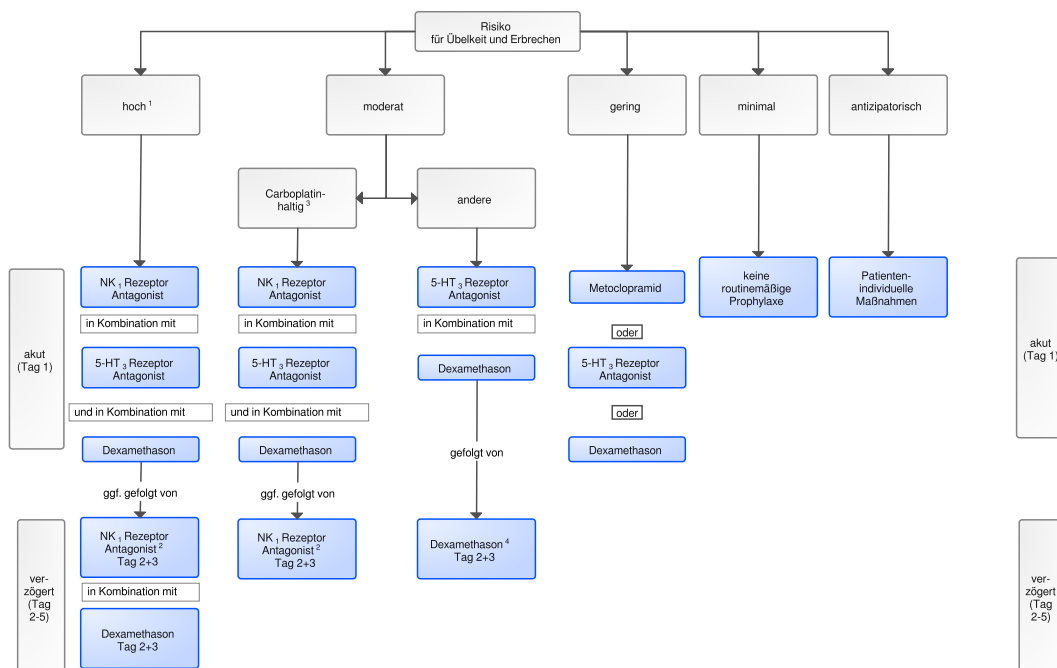 Risiko
für Übelkeit und Erbrechen
hoch ¹
moderat
gering
minimal
antizipatorisch
Carboplatin-
haltig ³
andere
akut
(Tag 1)
NK ₁ Rezeptor
Antagonist
in Kombination mit
5-HT ₃ Rezeptor
Antagonist
und in Kombination mit
Dexamethason
ggf. gefolgt von
NK ₁ Rezeptor
Antagonist ²
Tag 2+3
in Kombination mit
Dexamethason
Tag 2+3
NK ₁ Rezeptor
Antagonist
in Kombination mit
5-HT ₃ Rezeptor
Antagonist
und in Kombination mit
Dexamethason
ggf. gefolgt von
NK ₁ Rezeptor
Antagonist ²
Tag 2+3
5-HT ₃ Rezeptor
Antagonist
in Kombination mit
Dexamethason
gefolgt von
Dexamethason ⁴
Tag 2+3
Metoclopramid
oder
5-HT ₃ Rezeptor
Antagonist
oder
Dexamethason
keine
routinemäßige
Prophylaxe
Patienten-
individuelle
Maßnahmen
akut
(Tag 1)
ver-
zögert
(Tag
2-5)
ver-
zögert
(Tag
2-5)